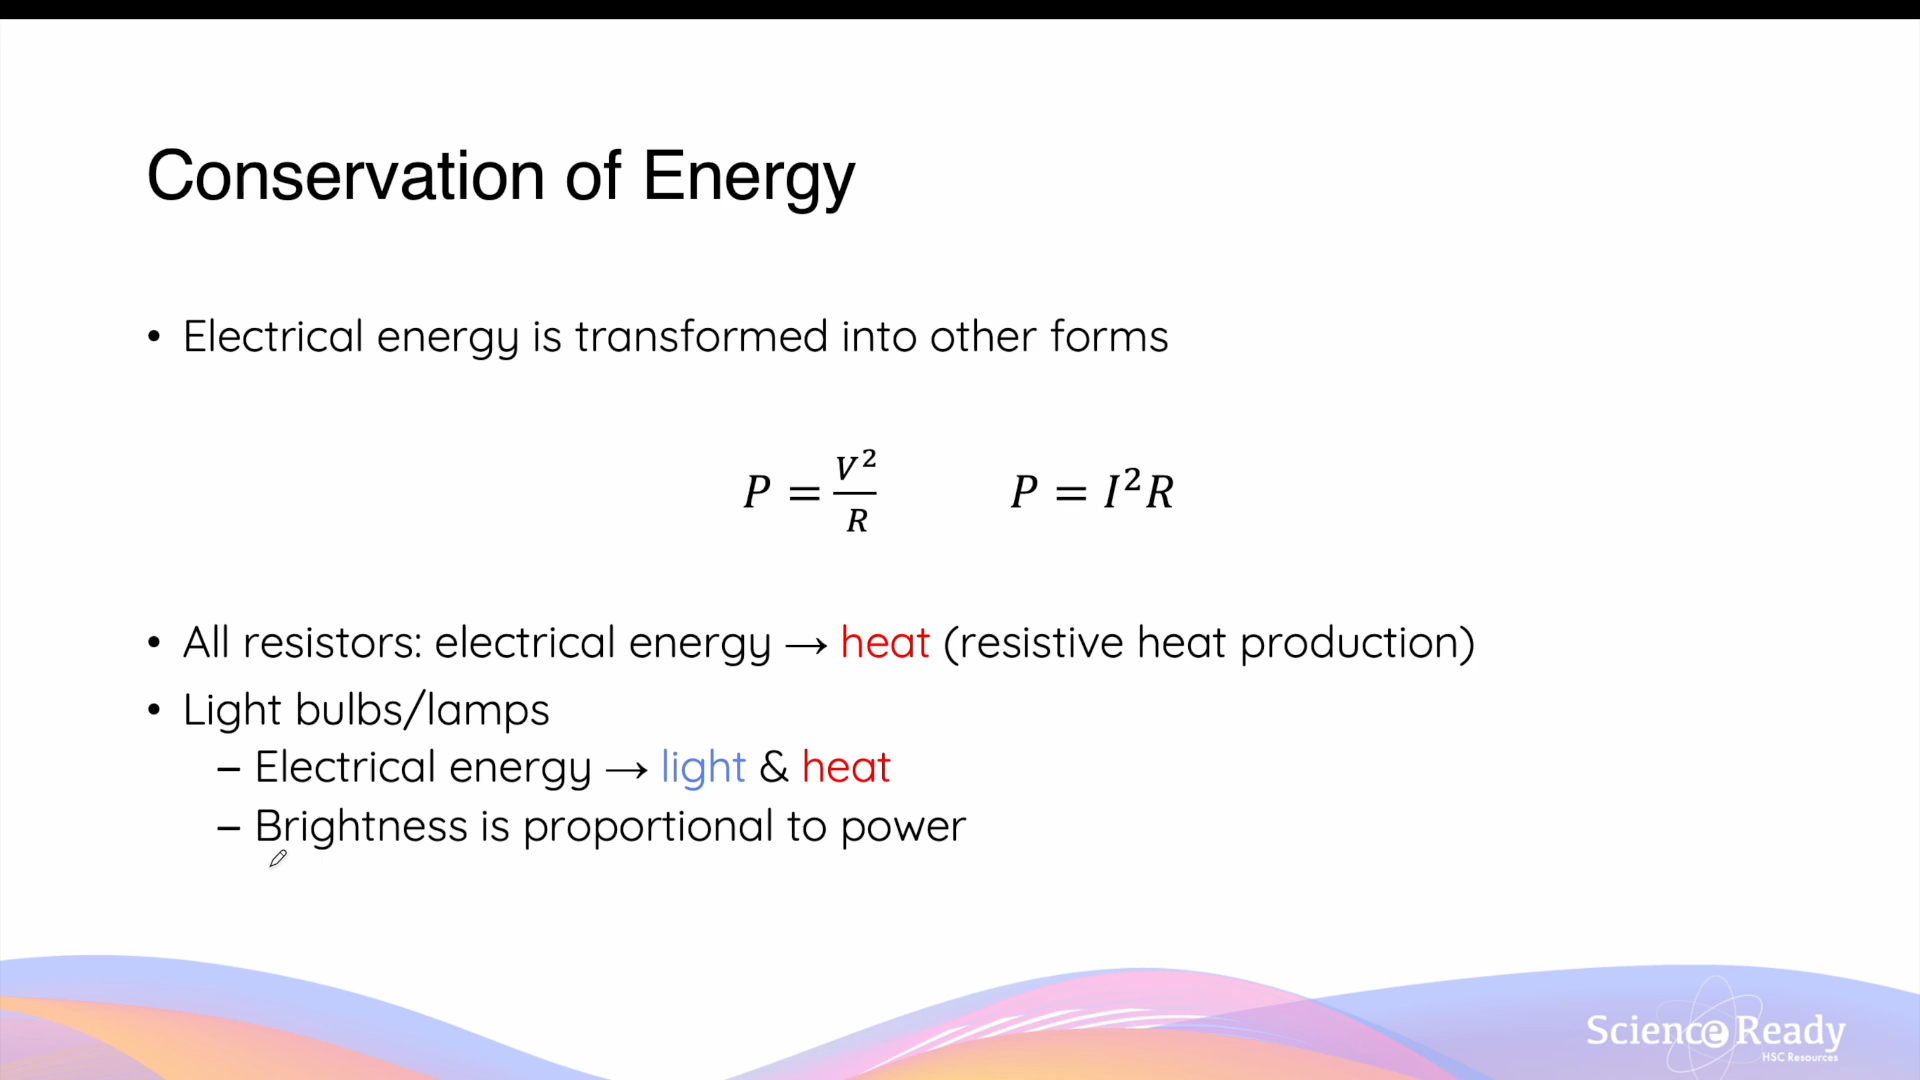 Conservation of Energy
• Electrical energy is transformed into other forms
P = V²/R    P = I²R
• All resistors: electrical energy → heat (resistive heat production)
• Light bulbs/lamps
– Electrical energy → light & heat
– Brightness is proportional to power
Science Ready
HSC Resources